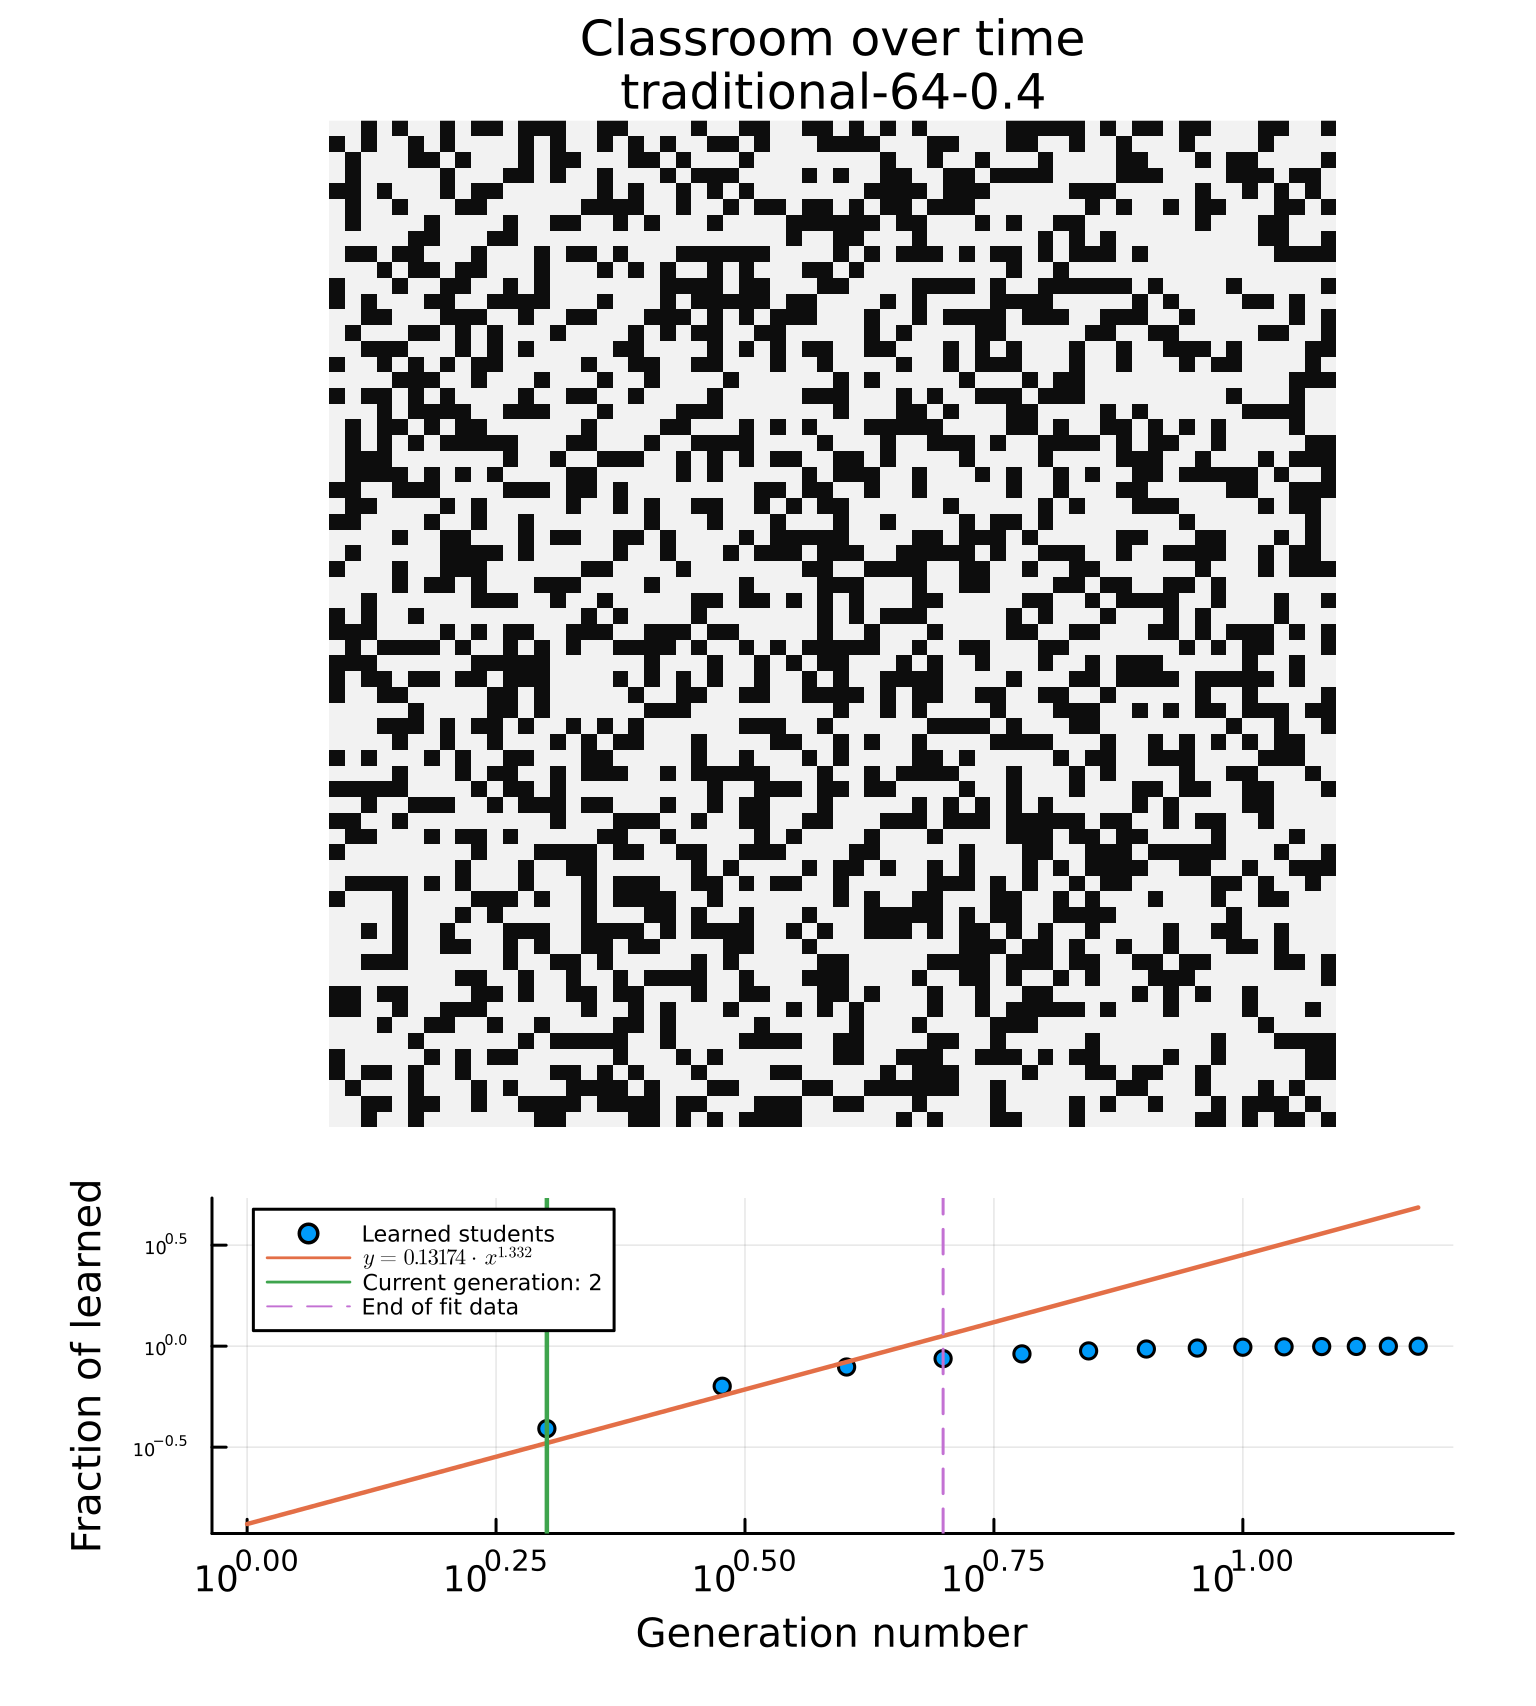 Classroom over time
traditional-64-0.4
Fraction of learned
10^0.5
10^0.0
10^−0.5
Learned students
y = 0.13174 · x^1.332
Current generation: 2
End of fit data
10^0.00 10^0.25 10^0.50 10^0.75 10^1.00
Generation number